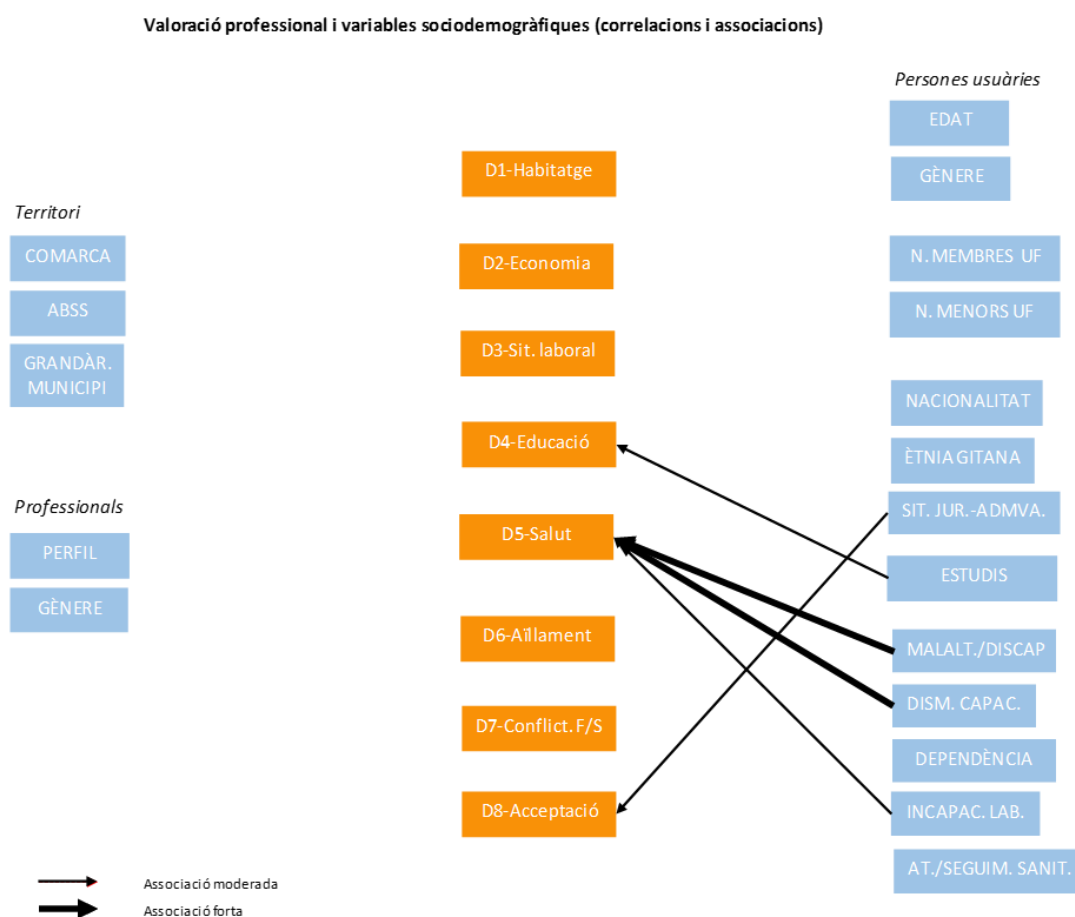 Valoració professional i variables sociodemogràfiques (correlacions i associacions)
Territori
COMARCA
ABSS
GRANDÀR.
MUNICIPI
Professionals
PERFIL
GÈNERE
D1-Habitatge
D2-Economia
D3-Sit. laboral
D4-Educació
D5-Salut
D6-Aïllament
D7-Conflict. F/S
D8-Acceptació
Persones usuàries
EDAT
GÈNERE
N. MEMBRES UF
N. MENORS UF
NACIONALITAT
ÈTNIA GITANA
SIT. JUR.-ADMVA.
ESTUDIS
MALALT./DISCAP
DISM. CAPAC.
DEPENDÈNCIA
INCAPAC. LAB.
AT./SEGUIM. SANIT.
Associació moderada
Associació forta